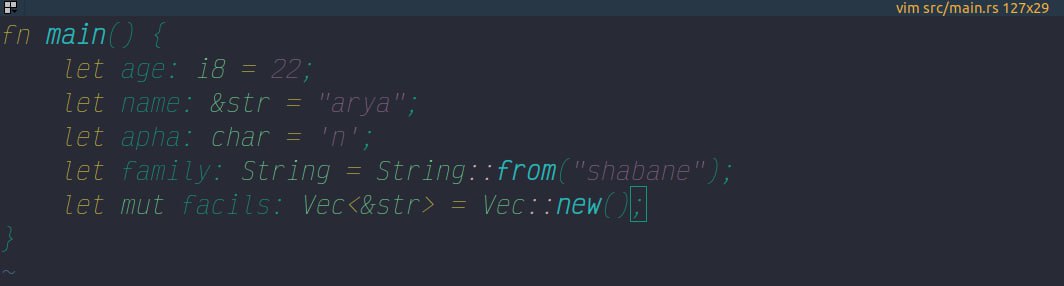 vim src/main.rs 127x29
fn main() {
    let age: i8 = 22;
    let name: &str = "arya";
    let apha: char = 'n';
    let family: String = String::from("shabane");
    let mut facils: Vec<&str> = Vec::new();
}
~